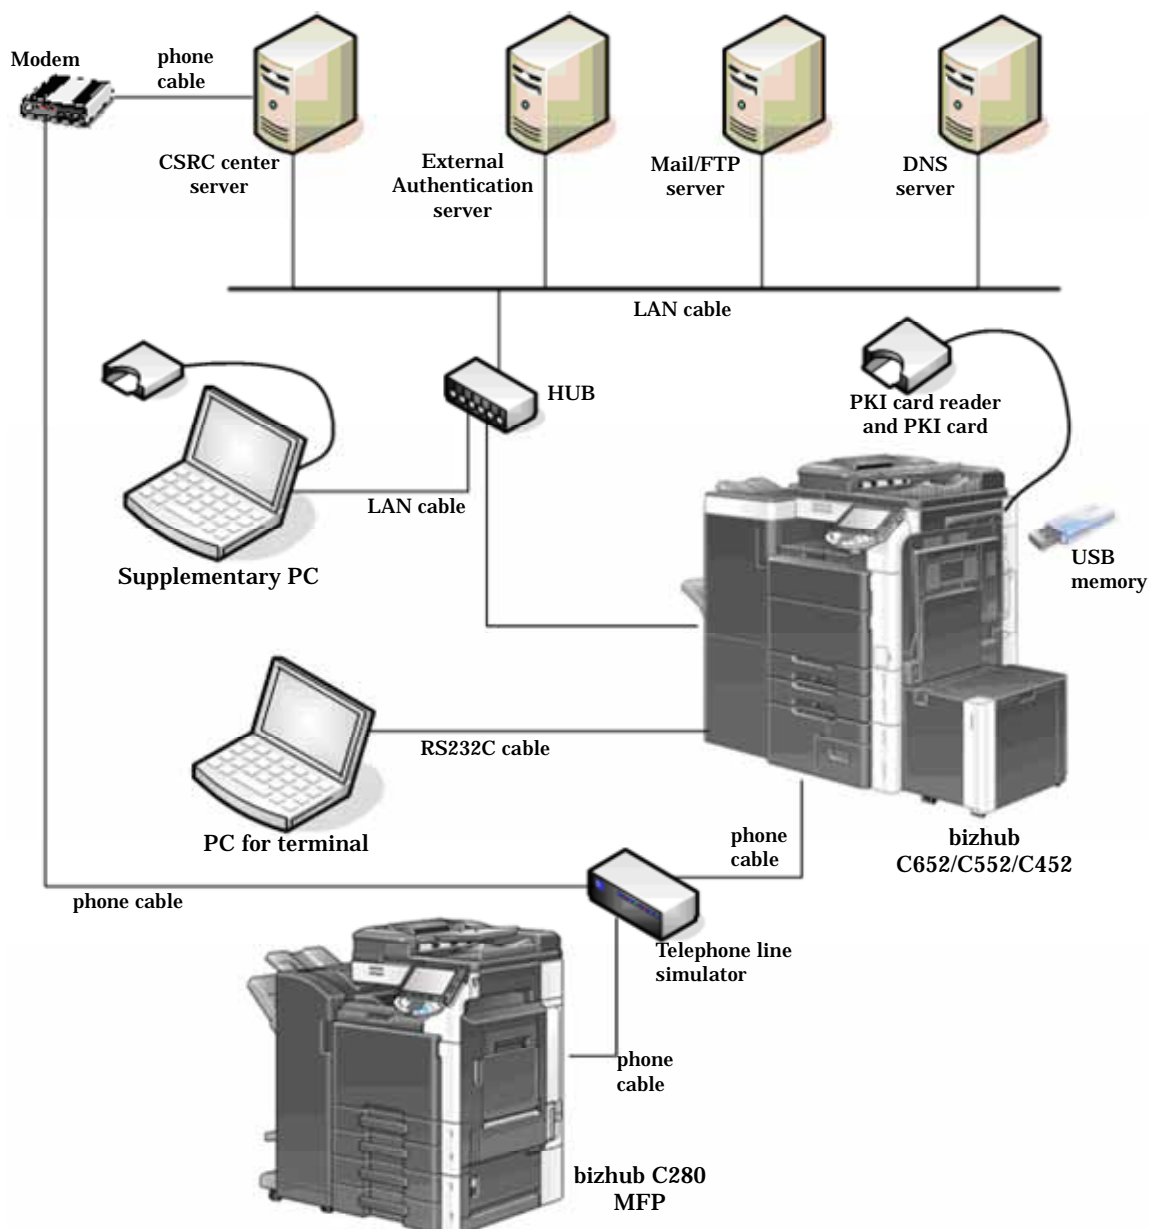 Modem
phone
cable
CSRC center
server
External
Authentication
server
Mail/FTP
server
DNS
server
LAN cable
HUB
PKI card reader
and PKI card
LAN cable
USB
memory
Supplementary PC
RS232C cable
PC for terminal
phone
cable
bizhub
C652/C552/C452
phone cable
Telephone line
simulator
phone
cable
bizhub C280
MFP